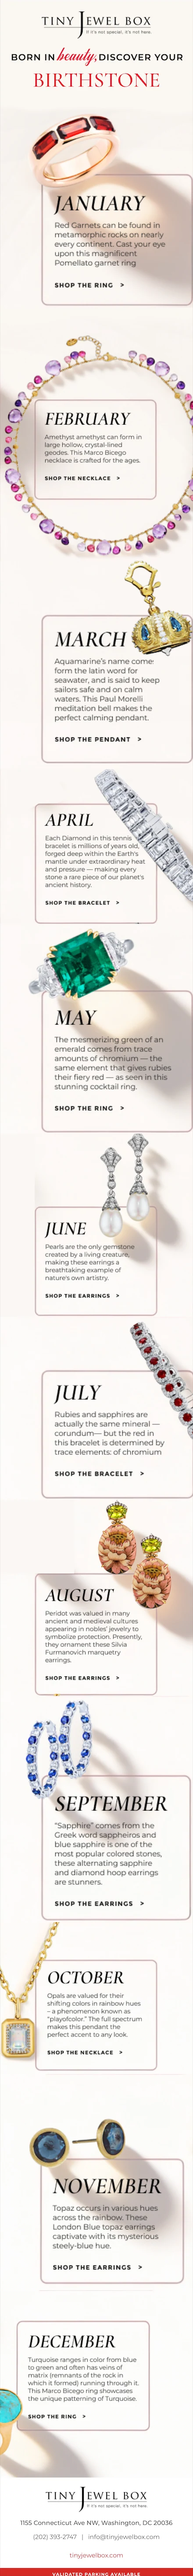 TINY JEWEL BOX
If it's not special, it's not here.
BORN IN beauty, DISCOVER YOUR
BIRTHSTONE
JANUARY
Red Garnets can be found in
metamorphic rocks on nearly
every continent. Cast your eye
upon this magnificent
Pomellato garnet ring
SHOP THE RING >
FEBRUARY
Amethyst amethyst can form in
large hollow, crystal-lined
geodes. This Marco Bicego
necklace is crafted for the ages.
SHOP THE NECKLACE >
MARCH
Aquamarine's name come:
form the latin word for
seawater, and is said to keep
sailors safe and on calm
waters. This Paul Morelli
meditation bell makes the
perfect calming pendant.
SHOP THE PENDANT >
APRIL
Each Diamond in this tennis
bracelet is millions of years old,
forged deep within the Earth's
mantle under extraordinary heat
and pressure — making every
stone a rare piece of our planet's
ancient history.
SHOP THE BRACELET >
MAY
The mesmerizing green of an
emerald comes from trace
amounts of chromium — the
same element that gives rubies
their fiery red — as seen in this
stunning cocktail ring.
SHOP THE RING >
JUNE
Pearls are the only gemstone
created by a living creature,
making these earrings a
breathtaking example of
nature's own artistry.
SHOP THE EARRINGS >
JULY
Rubies and sapphires are
actually the same mineral —
corundum— but the red in
this bracelet is determined by
trace elements: of chromium
SHOP THE BRACELET >
AUGUST
Peridot was valued in many
ancient and medieval cultures
appearing in nobles' jewelry to
symbolize protection. Presently,
they ornament these Silvia
Furmanovich marquetry
earrings.
SHOP THE EARRINGS >
SEPTEMBER
"Sapphire" comes from the
Greek word sappheiros and
blue sapphire is one of the
most popular colored stones,
these alternating sapphire
and diamond hoop earrings
are stunners.
SHOP THE EARRINGS >
OCTOBER
Opals are valued for their
shifting colors in rainbow hues
– a phenomenon known as
"playofcolor." The full spectrum
makes this pendant the
perfect accent to any look.
SHOP THE NECKLACE >
NOVEMBER
Topaz occurs in various hues
across the rainbow. These
London Blue topaz earrings
captivate with its mysterious
steely-blue hue.
SHOP THE EARRINGS >
DECEMBER
Turquoise ranges in color from blue
to green and often has veins of
matrix (remnants of the rock in
which it formed) running through it.
This Marco Bicego ring showcases
the unique patterning of Turquoise.
SHOP THE RING >
TINY JEWEL BOX
If it's not special, it's not here.
1155 Connecticut Ave NW, Washington, DC 20036
(202) 393-2747 | info@tinyjewelbox.com
tinyjewelbox.com
VALIDATED PARKING AVAILABLE